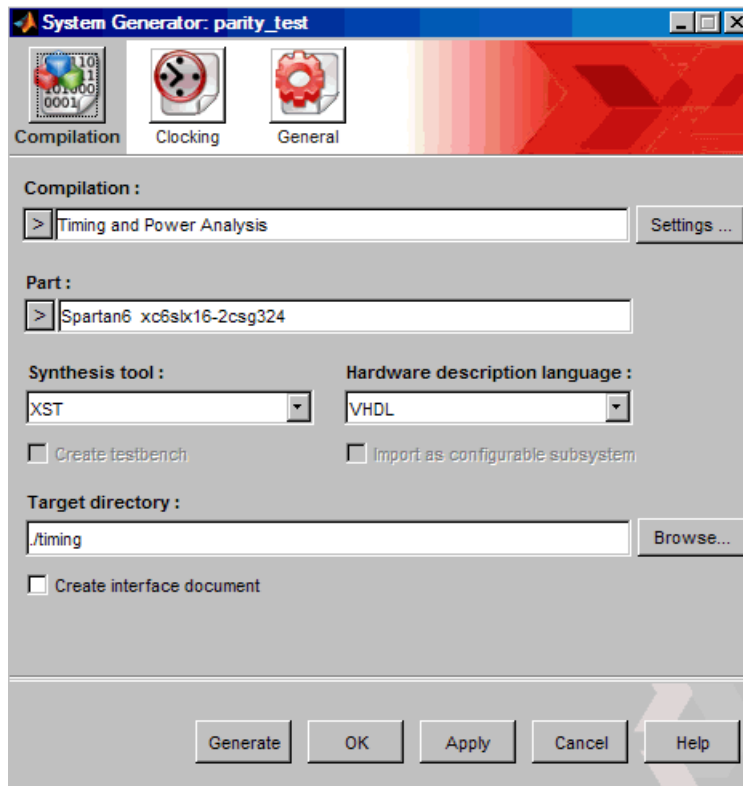 System Generator: parity_test
Compilation Clocking General
Compilation :
> Timing and Power Analysis Settings ...
Part :
> Spartan6 xc6slx16-2csg324
Synthesis tool : Hardware description language :
XST VHDL
Create testbench Import as configurable subsystem
Target directory :
./timing Browse...
Create interface document
Generate OK Apply Cancel Help